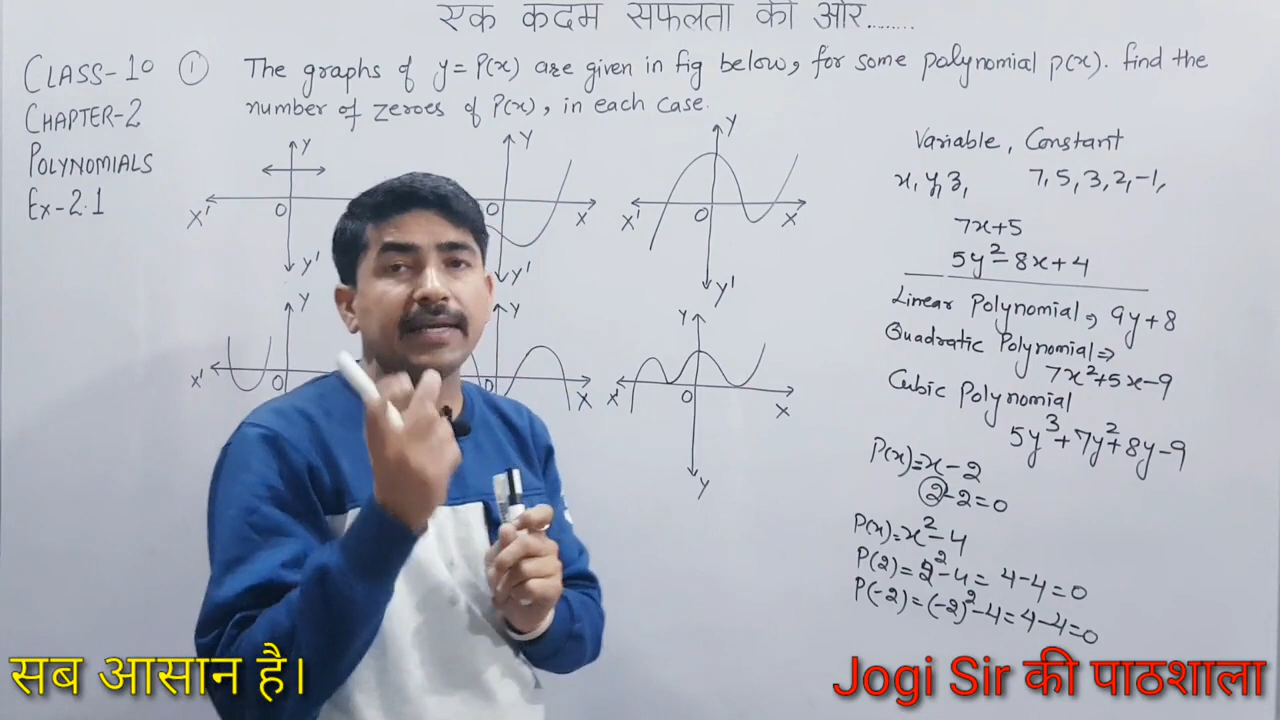 एक कदम सफलता की ओर........
CLASS-10
CHAPTER-2
POLYNOMIALS
Ex-2.1
① The graphs of y=P(x) are given in fig below, for some polynomial p(x). find the
number of zeroes of P(x), in each case.
Y
X'
O
Y'
Y
O
X
Y'
Y
X'
O
X
Y'
Y
X'
O
Y
O
X
Y
X'
O
X
Y
Variable, Constant
x, y, z,
7, 5, 3, 2, -1,
7x+5
5y²-8x+4
Linear Polynomial, 9y+8
Quadratic Polynomial ⇒
7x²+5x-9
Cubic Polynomial
5y³+7y²+8y-9
P(x)=x-2
2-2=0
P(x)=x²-4
P(2)=2²-4=4-4=0
P(-2)=(-2)²-4=4-4=0
सब आसान है।
Jogi Sir की पाठशाला